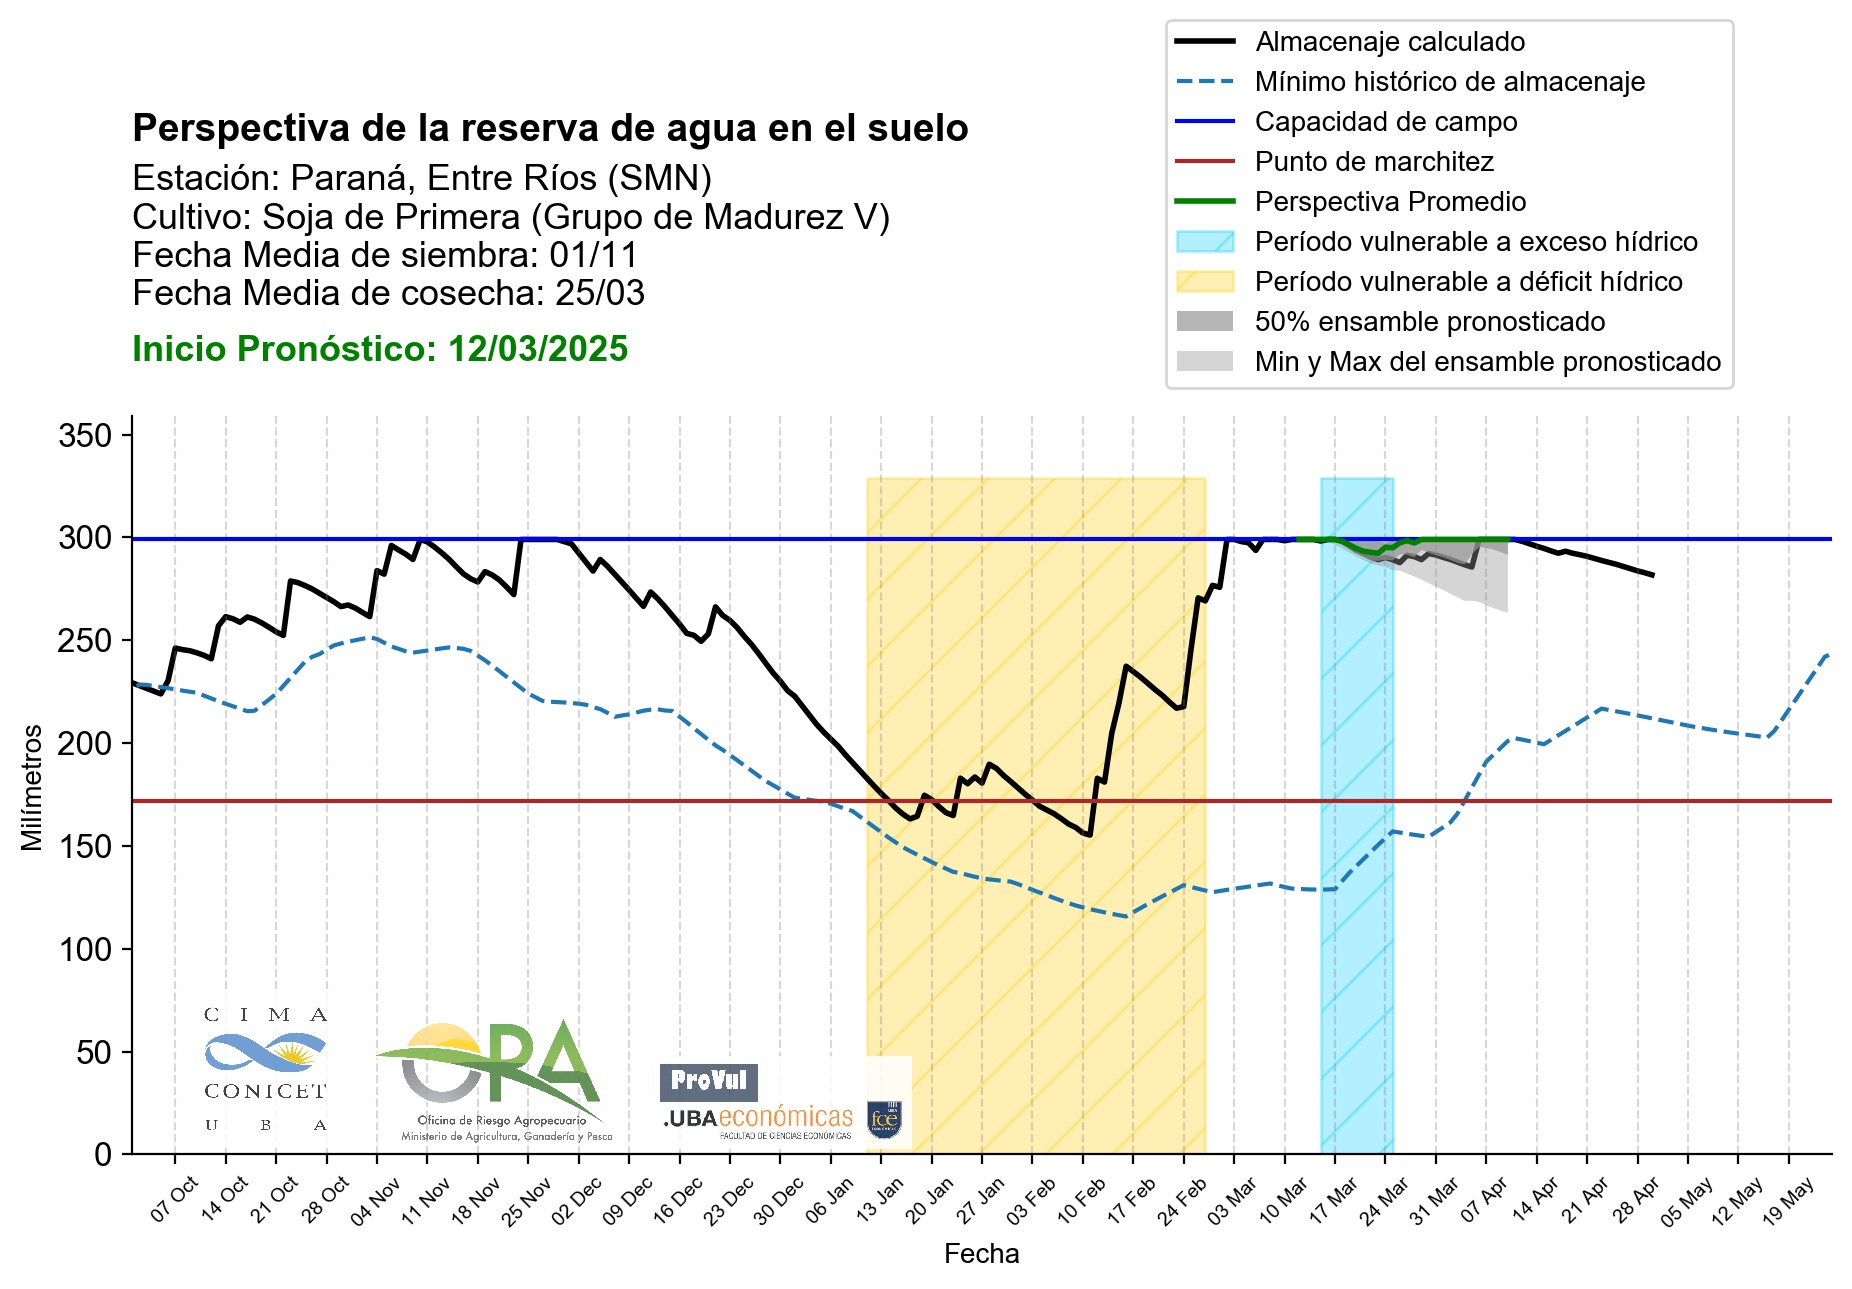 Perspectiva de la reserva de agua en el suelo
Estación: Paraná, Entre Ríos (SMN)
Cultivo: Soja de Primera (Grupo de Madurez V)
Fecha Media de siembra: 01/11
Fecha Media de cosecha: 25/03
Inicio Pronóstico: 12/03/2025
Almacenaje calculado
Mínimo histórico de almacenaje
Capacidad de campo
Punto de marchitez
Perspectiva Promedio
Período vulnerable a exceso hídrico
Período vulnerable a déficit hídrico
50% ensamble pronosticado
Min y Max del ensamble pronosticado
Milímetros
350
300
250
200
150
100
50
0
CIMA
CONICET
UBA
ORA
Oficina de Riesgo Agropecuario
Ministerio de Agricultura, Ganadería y Pesca
ProVul
.UBAeconómicas
FACULTAD DE CIENCIAS ECONÓMICAS
UBA
fce
07 Oct
14 Oct
21 Oct
28 Oct
04 Nov
11 Nov
18 Nov
25 Nov
02 Dec
09 Dec
16 Dec
23 Dec
30 Dec
06 Jan
13 Jan
20 Jan
27 Jan
03 Feb
10 Feb
17 Feb
24 Feb
03 Mar
10 Mar
17 Mar
24 Mar
31 Mar
07 Apr
14 Apr
21 Apr
28 Apr
05 May
12 May
19 May
Fecha